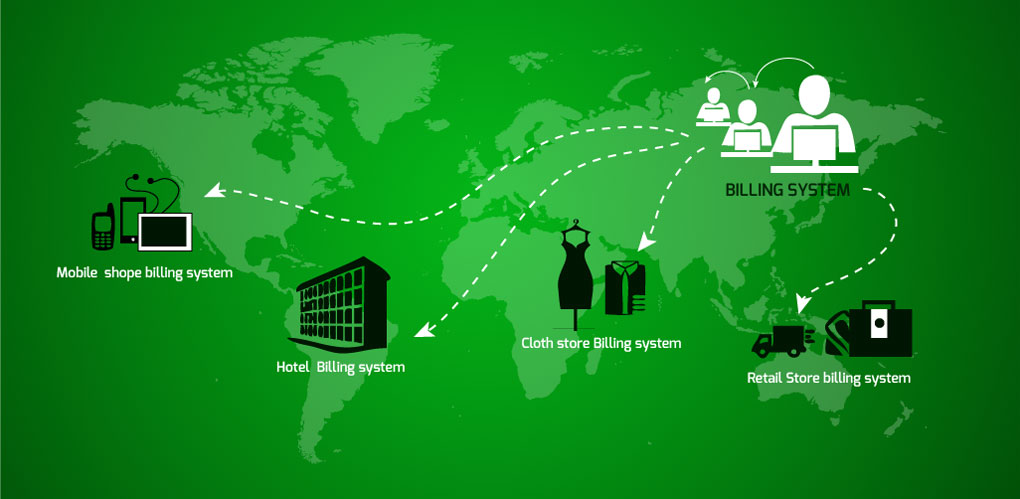 BILLING SYSTEM
Mobile shope billing system
Hotel Billing system
Cloth store Billing system
Retail Store billing system